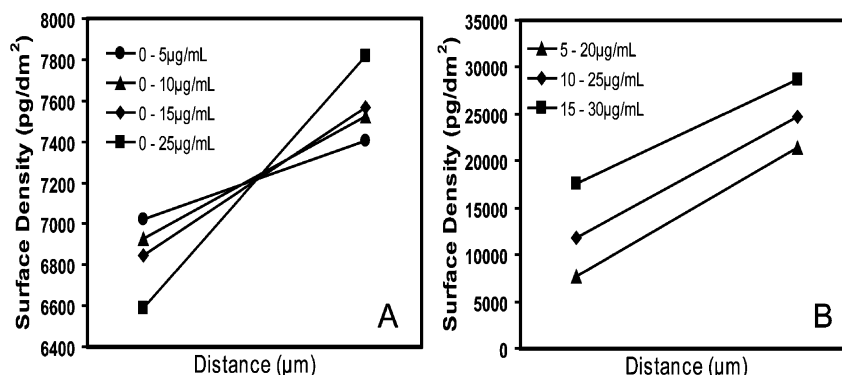 Surface Density (pg/dm²)
8000
7800
7600
7400
7200
7000
6800
6600
6400
0 - 5µg/mL
0 - 10µg/mL
0 - 15µg/mL
0 - 25µg/mL
A
Distance (µm)
Surface Density (pg/dm²)
35000
30000
25000
20000
15000
10000
5000
0
5 - 20µg/mL
10 - 25µg/mL
15 - 30µg/mL
B
Distance (µm)